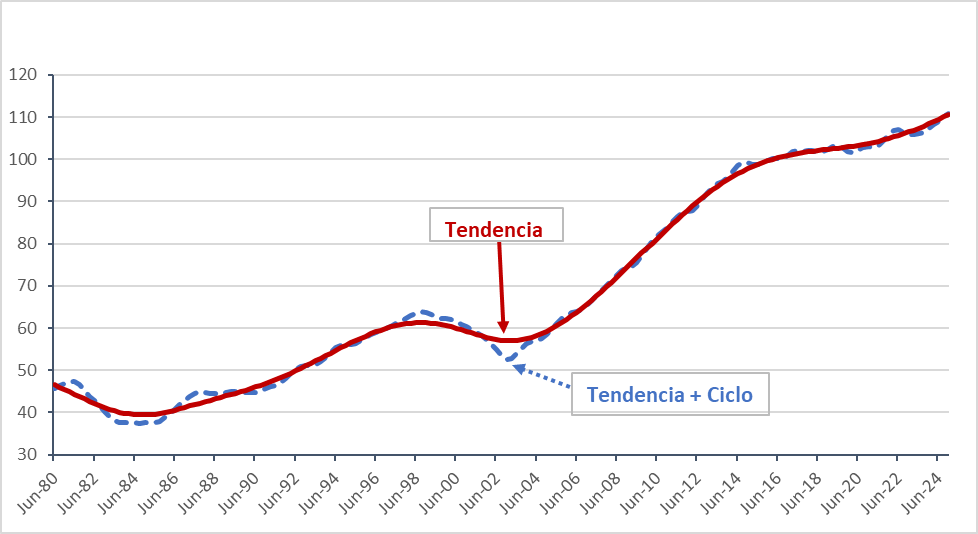 120
110
100
90
80
70
60
50
40
30
Tendencia
Tendencia + Ciclo
Jun-80
Jun-82
Jun-84
Jun-86
Jun-88
Jun-90
Jun-92
Jun-94
Jun-96
Jun-98
Jun-00
Jun-02
Jun-04
Jun-06
Jun-08
Jun-10
Jun-12
Jun-14
Jun-16
Jun-18
Jun-20
Jun-22
Jun-24